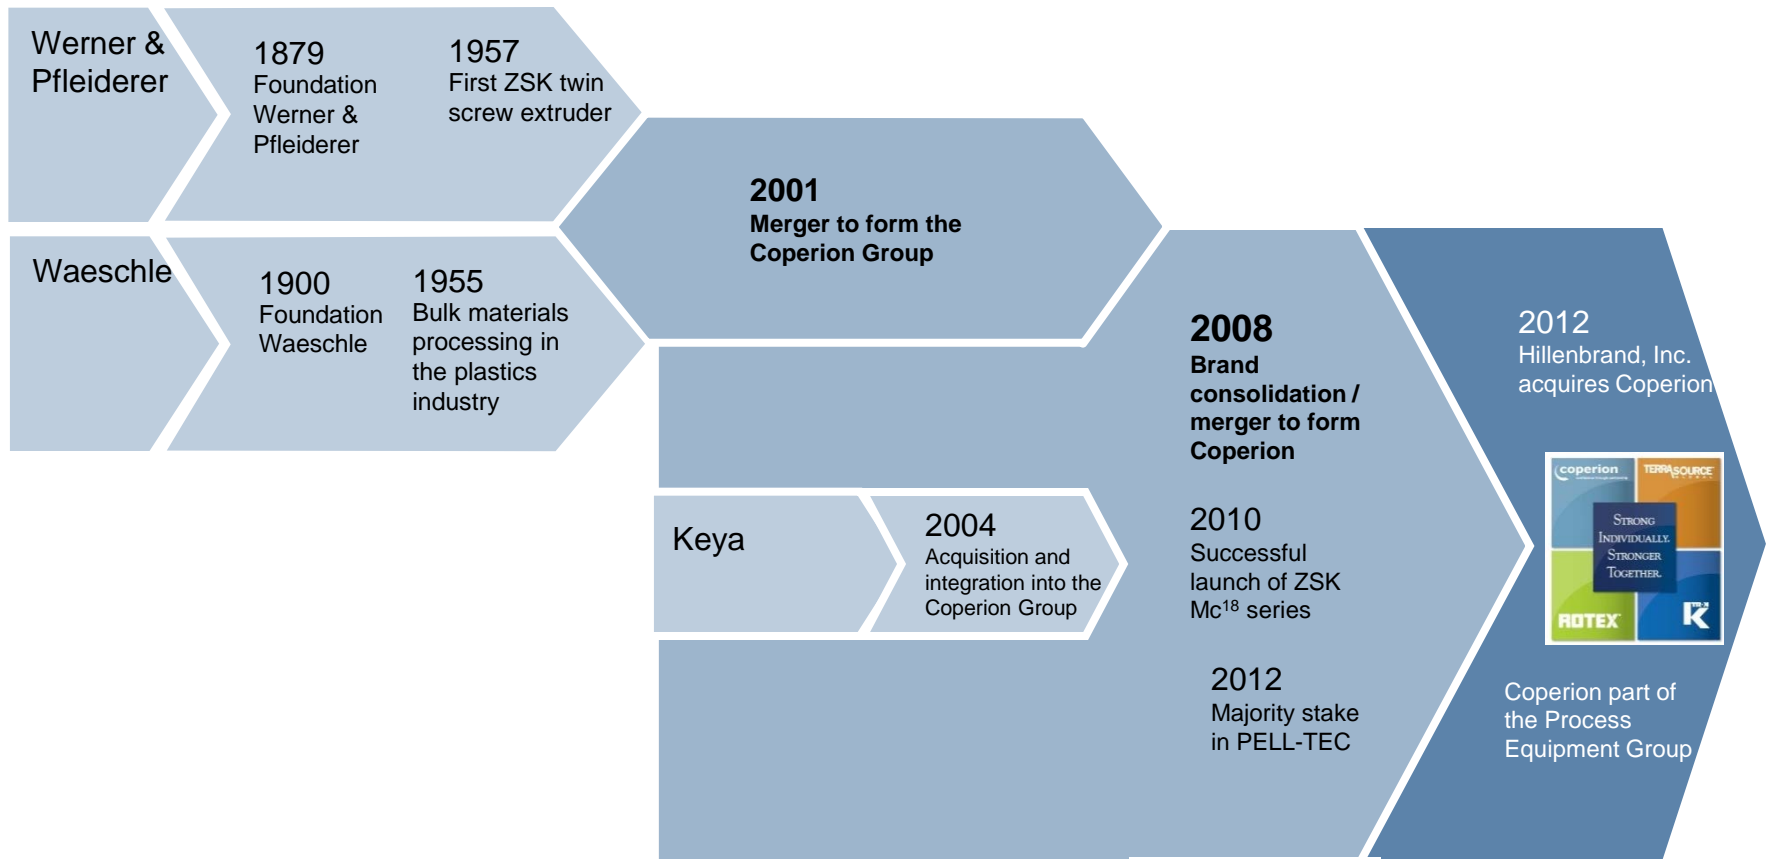 Werner &
Pfleiderer
1879
Foundation
Werner &
Pfleiderer
1957
First ZSK twin
screw extruder
Waeschle
1900
Foundation
Waeschle
1955
Bulk materials
processing in
the plastics
industry
2001
Merger to form the
Coperion Group
Keya
2004
Acquisition and
integration into the
Coperion Group
2008
Brand
consolidation /
merger to form
Coperion
2010
Successful
launch of ZSK
Mc¹⁸ series
2012
Majority stake
in PELL-TEC
2012
Hillenbrand, Inc.
acquires Coperion
coperion
TERRASOURCE
GLOBAL
STRONG
INDIVIDUALLY.
STRONGER
TOGETHER.
ROTEX
K-TRON
Coperion part of
the Process
Equipment Group